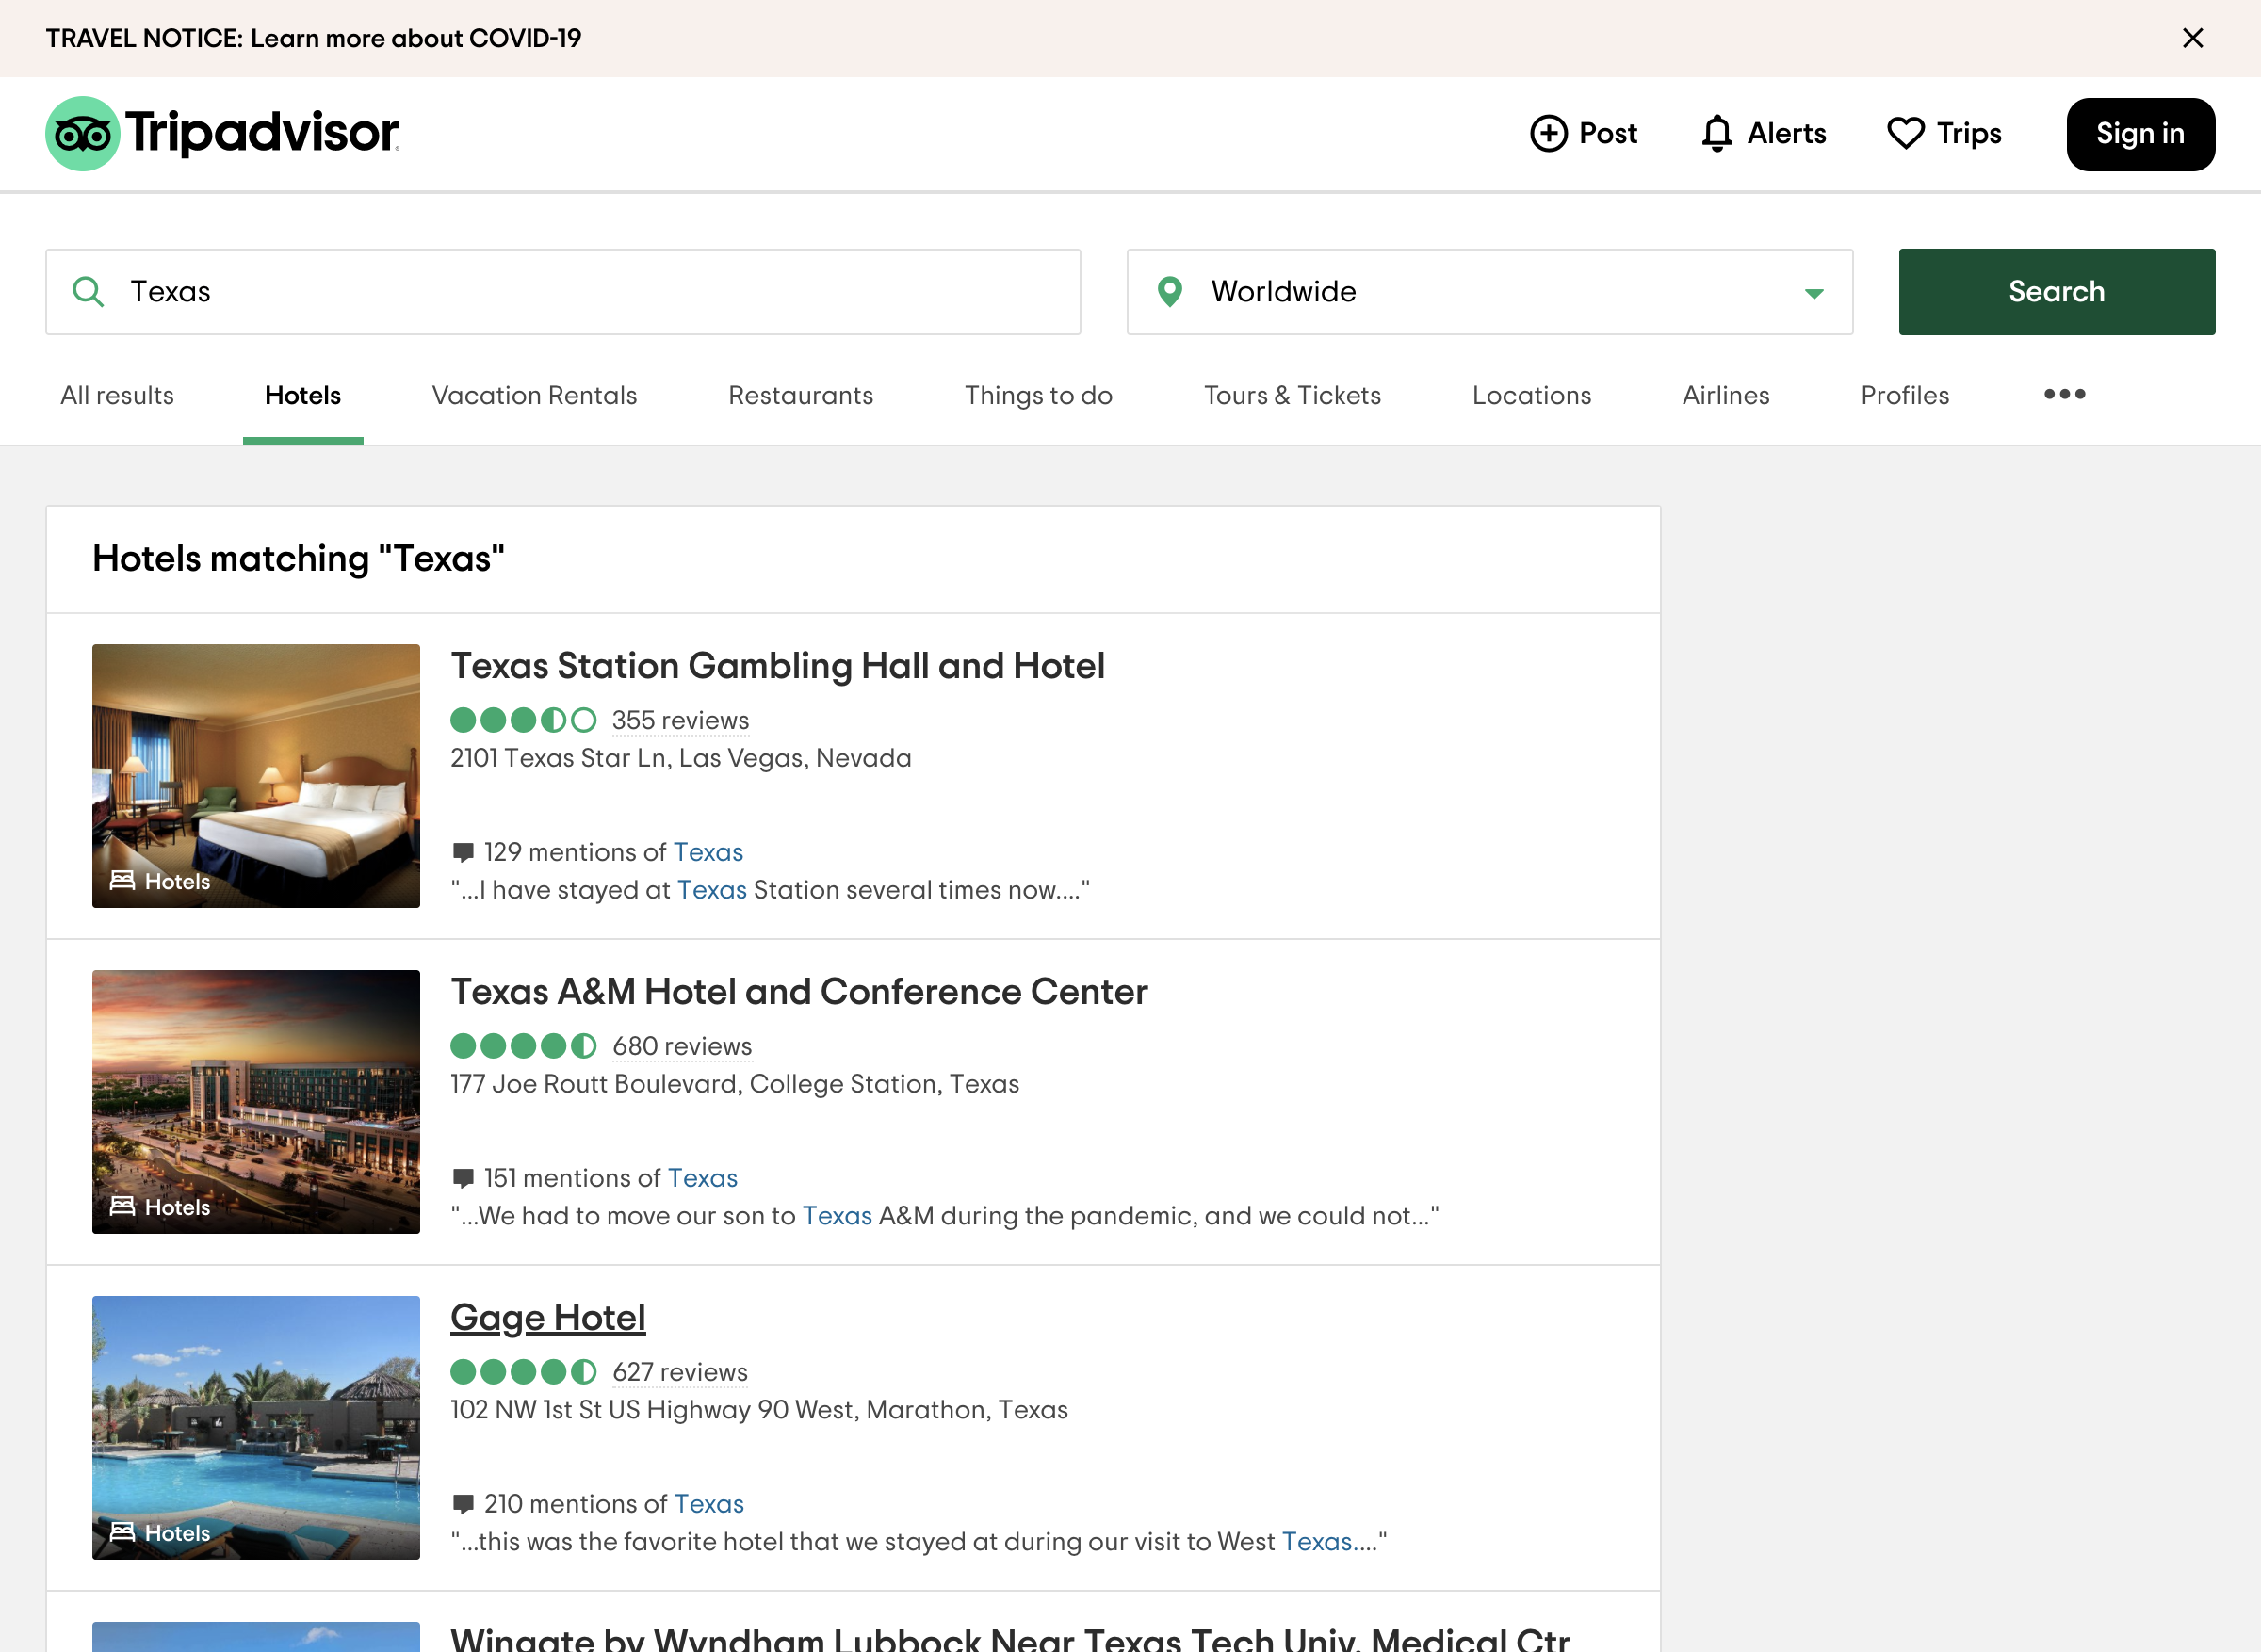 TRAVEL NOTICE: Learn more about COVID-19
Tripadvisor
Post
Alerts
Trips
Sign in
Texas
Worldwide
Search
All results
Hotels
Vacation Rentals
Restaurants
Things to do
Tours & Tickets
Locations
Airlines
Profiles
Hotels matching "Texas"
Texas Station Gambling Hall and Hotel
355 reviews
2101 Texas Star Ln, Las Vegas, Nevada
129 mentions of Texas
"...I have stayed at Texas Station several times now...."
Hotels
Texas A&M Hotel and Conference Center
680 reviews
177 Joe Routt Boulevard, College Station, Texas
151 mentions of Texas
"...We had to move our son to Texas A&M during the pandemic, and we could not..."
Hotels
Gage Hotel
627 reviews
102 NW 1st St US Highway 90 West, Marathon, Texas
210 mentions of Texas
"...this was the favorite hotel that we stayed at during our visit to West Texas...."
Hotels
Wingate by Wyndham Lubbock Near Texas Tech Univ. Medical Ctr